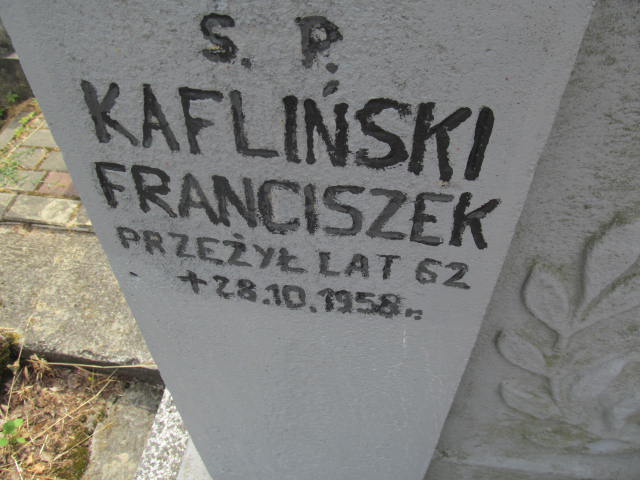 S. P.
KAFLIŃSKI
FRANCISZEK
PRZEŻYŁ LAT 62
+ 28.10.1958 r.